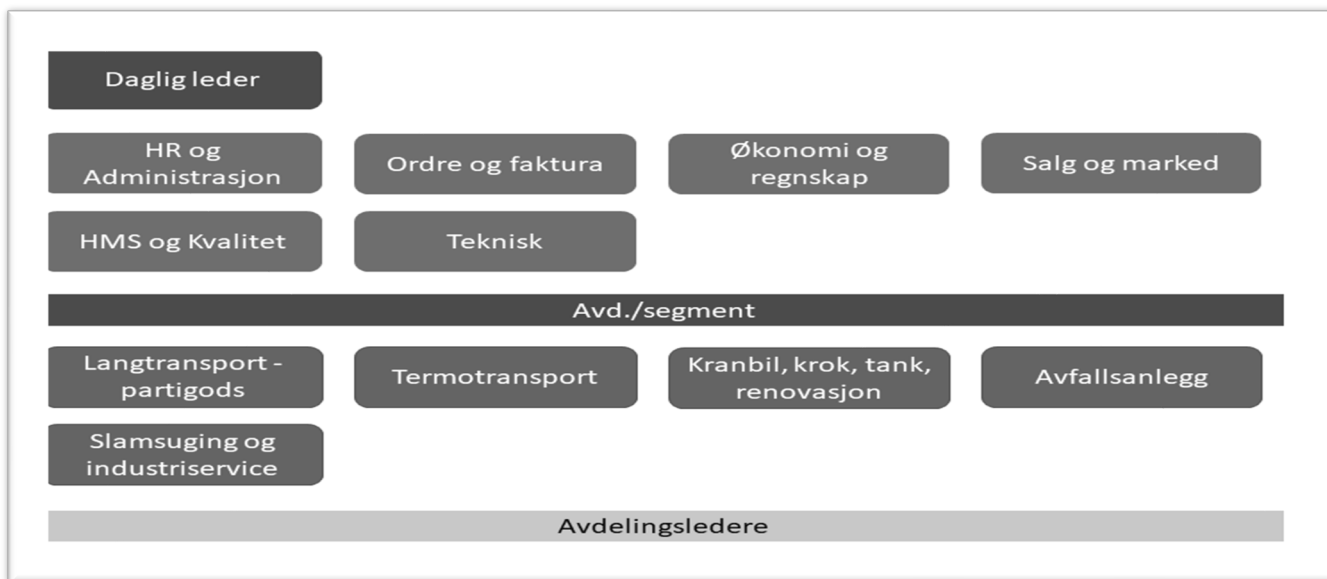 Daglig leder
HR og
Administrasjon
Ordre og faktura
Økonomi og
regnskap
Salg og marked
HMS og Kvalitet
Teknisk
Avd./segment
Langtransport -
partigods
Termotransport
Kranbil, krok, tank,
renovasjon
Avfallsanlegg
Slamsuging og
industriservice
Avdelingsledere